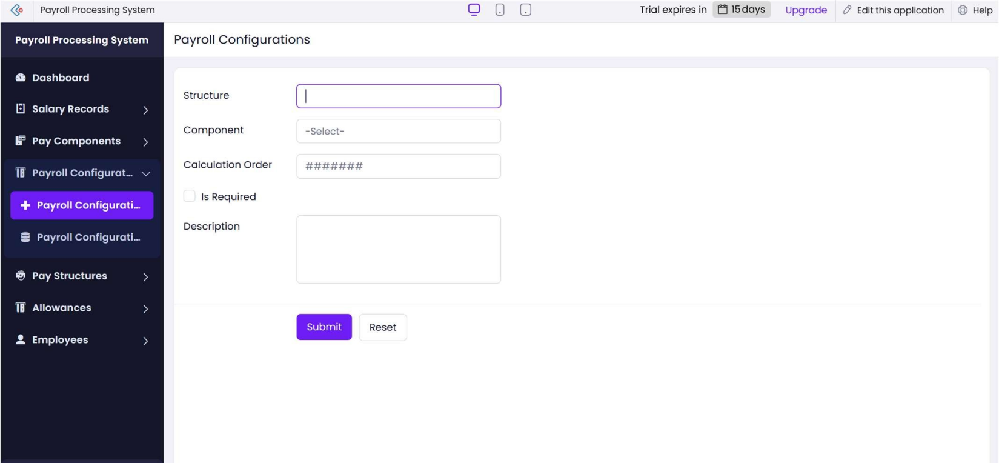 Payroll Processing System
Trial expires in 15 days Upgrade Edit this application Help
Payroll Processing System
Dashboard
Salary Records
Pay Components
Payroll Configurat...
Payroll Configurati...
Payroll Configurati...
Pay Structures
Allowances
Employees
Payroll Configurations
Structure
Component -Select-
Calculation Order #######
Is Required
Description
Submit Reset